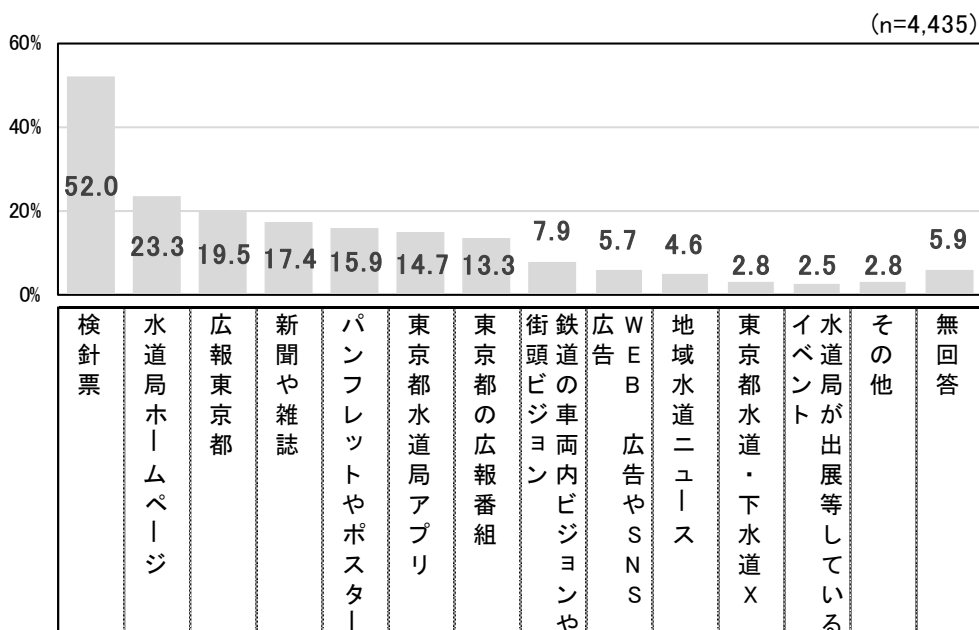 (n=4,435)
60%
40%
20%
0%
52.0
23.3
19.5
17.4
15.9
14.7
13.3
7.9
5.7
4.6
2.8
2.5
2.8
5.9
検針票
水道局ホームページ
広報東京都
新聞や雑誌
パンフレットやポスター
東京都水道局アプリ
東京都の広報番組
鉄道の車両内ビジョンや
街頭ビジョン
WEB 広告やSNS
広告
地域水道ニュース
東京都水道・下水道X
水道局が出展等している
イベント
その他
無回答